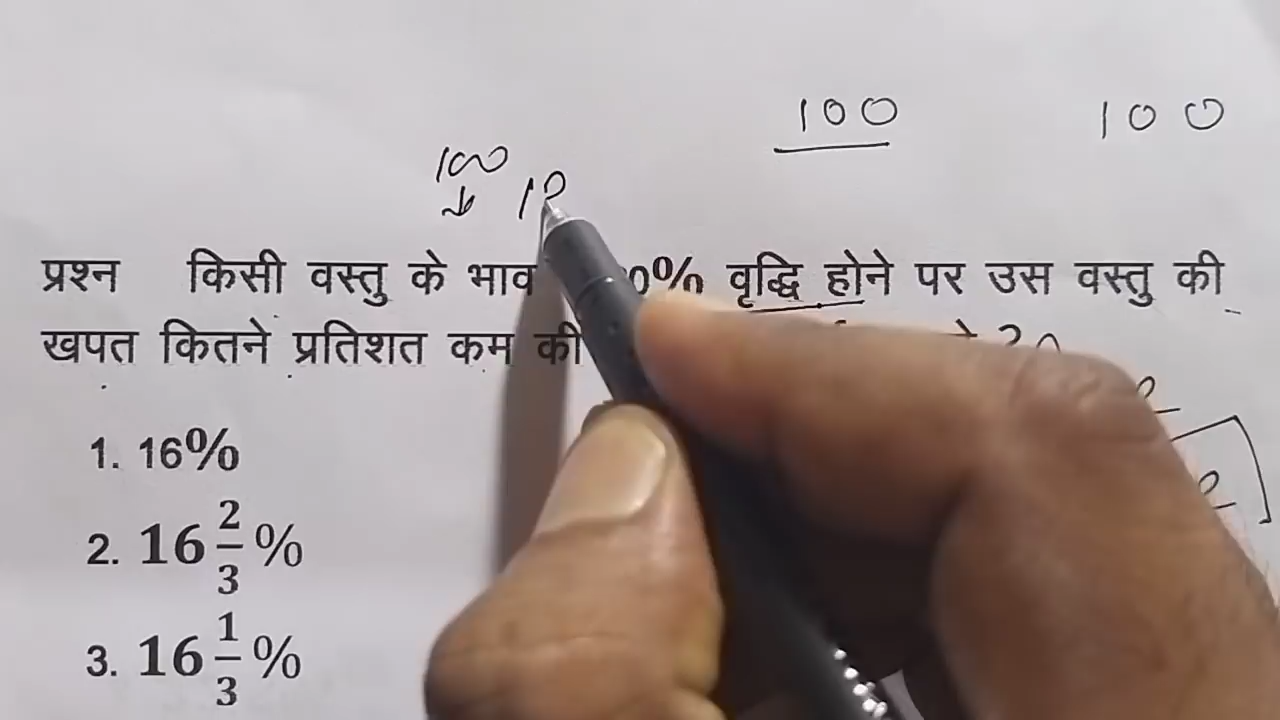 100 100
100
प्रश्न किसी वस्तु के भाव 0% वृद्धि होने पर उस वस्तु की
खपत कितने प्रतिशत कम की
1. 16%
2. 16 2/3 %
3. 16 1/3 %